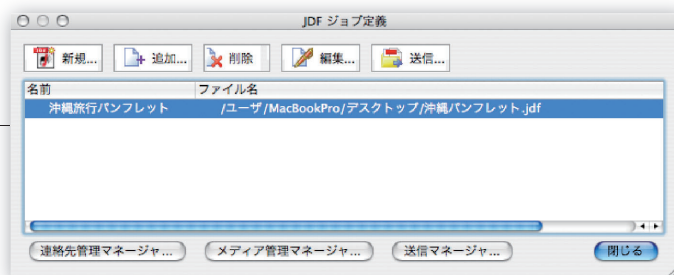 JDF ジョブ定義
新規... 追加... 削除 編集... 送信...
名前 ファイル名
沖縄旅行パンフレット /ユーザ/MacBookPro/デスクトップ/沖縄パンフレット.jdf
連絡先管理マネージャ... メディア管理マネージャ... 送信マネージャ... 閉じる